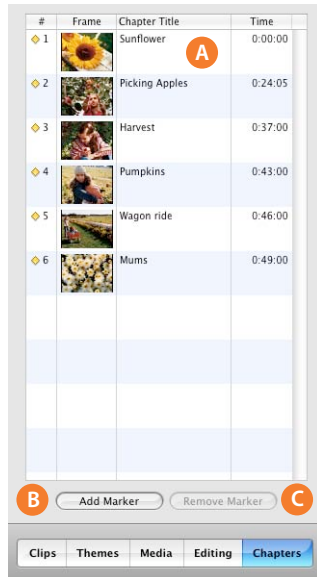 # Frame Chapter Title Time
1 Sunflower 0:00:00
A
2 Picking Apples 0:24:05
3 Harvest 0:37:00
4 Pumpkins 0:43:00
5 Wagon ride 0:46:00
6 Mums 0:49:00
B Add Marker Remove Marker C
Clips Themes Media Editing Chapters